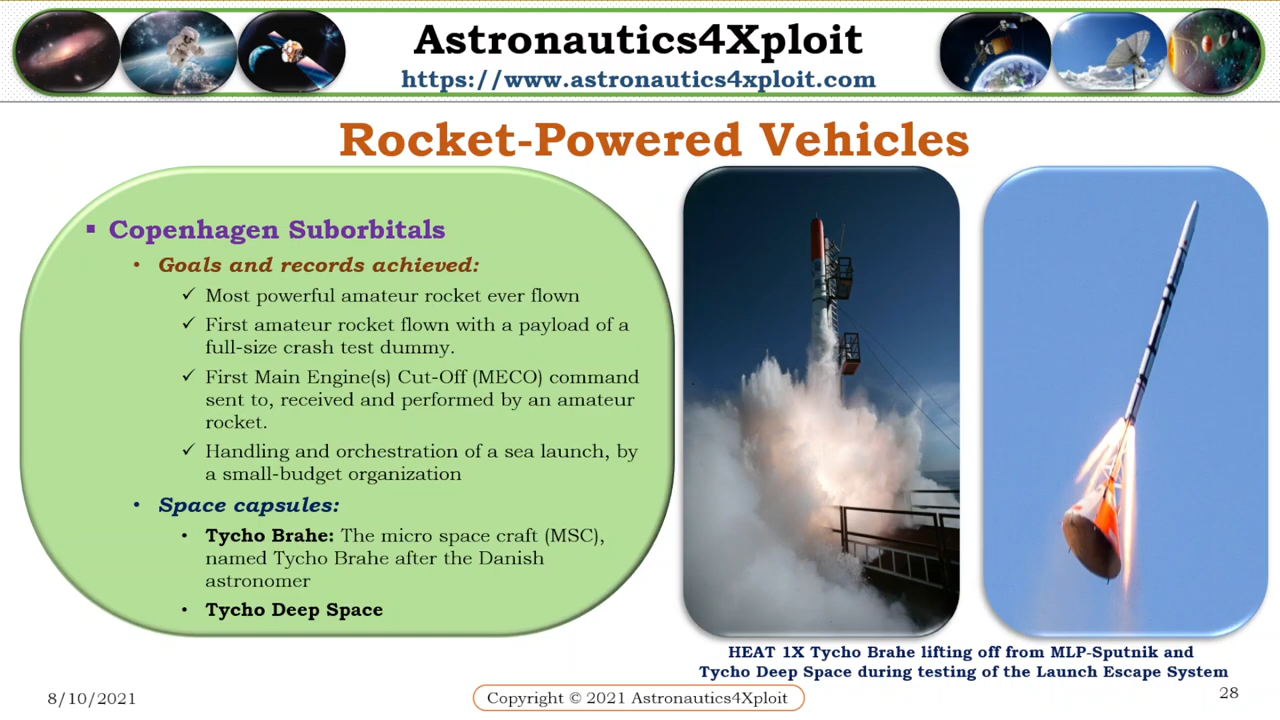 Astronautics4Xploit
https://www.astronautics4xploit.com
Rocket-Powered Vehicles
▪ Copenhagen Suborbitals
• Goals and records achieved:
✓ Most powerful amateur rocket ever flown
✓ First amateur rocket flown with a payload of a
full-size crash test dummy.
✓ First Main Engine(s) Cut-Off (MECO) command
sent to, received and performed by an amateur
rocket.
✓ Handling and orchestration of a sea launch, by
a small-budget organization
• Space capsules:
• Tycho Brahe: The micro space craft (MSC),
named Tycho Brahe after the Danish
astronomer
• Tycho Deep Space
HEAT 1X Tycho Brahe lifting off from MLP-Sputnik and
Tycho Deep Space during testing of the Launch Escape System
8/10/2021
Copyright © 2021 Astronautics4Xploit
28